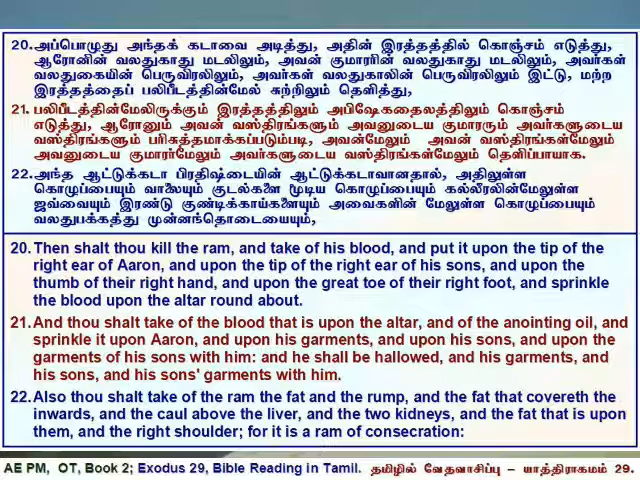 20.அப்பொழுது அந்தக் கடாவை அடித்து, அதின் இரத்தத்தில் கொஞ்சம் எடுத்து,
ஆரோனின் வலதுகாது மடலிலும், அவன் குமாரரின் வலதுகாது மடலிலும், அவர்கள்
வலதுகையின் பெருவிரலிலும், அவர்கள் வலதுகாலின் பெருவிரலிலும் இட்டு, மற்ற
இரத்தத்தைப் பலிபீடத்தின்மேல் சுற்றிலும் தெளித்து,
21. பலிபீடத்தின்மேலிருக்கும் இரத்தத்திலும் அபிஷேகதைலத்திலும் கொஞ்சம்
எடுத்து, ஆரோனும் அவன் வஸ்திரங்களும் அவனுடைய குமாரரும் அவர்களுடைய
வஸ்திரங்களும் பரிசுத்தமாக்கப்படும்படி, அவன்மேலும் அவன் வஸ்திரங்கள்மேலும்
அவனுடைய குமாரர்மேலும் அவர்களுடைய வஸ்திரங்கள்மேலும் தெளிப்பாயாக.
22.அந்த ஆட்டுக்கடா பிரதிஷ்டையின் ஆட்டுக்கடாவானதால், அதிலுள்ள
கொழுப்பையும் வாலையும் குடல்களை மூடிய கொழுப்பையும் கல்லீரலின்மேலுள்ள
ஜவ்வையும் இரண்டு குண்டிக்காய்களையும் அவைகளின் மேலுள்ள கொழுப்பையும்
வலதுபக்கத்து முன்னந்தொடையையும்,
20.Then shalt thou kill the ram, and take of his blood, and put it upon the tip of the
right ear of Aaron, and upon the tip of the right ear of his sons, and upon the
thumb of their right hand, and upon the great toe of their right foot, and sprinkle
the blood upon the altar round about.
21.And thou shalt take of the blood that is upon the altar, and of the anointing oil, and
sprinkle it upon Aaron, and upon his garments, and upon his sons, and upon the
garments of his sons with him: and he shall be hallowed, and his garments, and
his sons, and his sons' garments with him.
22.Also thou shalt take of the ram the fat and the rump, and the fat that covereth the
inwards, and the caul above the liver, and the two kidneys, and the fat that is upon
them, and the right shoulder; for it is a ram of consecration:
AE PM, OT, Book 2; Exodus 29, Bible Reading in Tamil. தமிழில் வேதவாசிப்பு – யாத்திராகமம் 29.